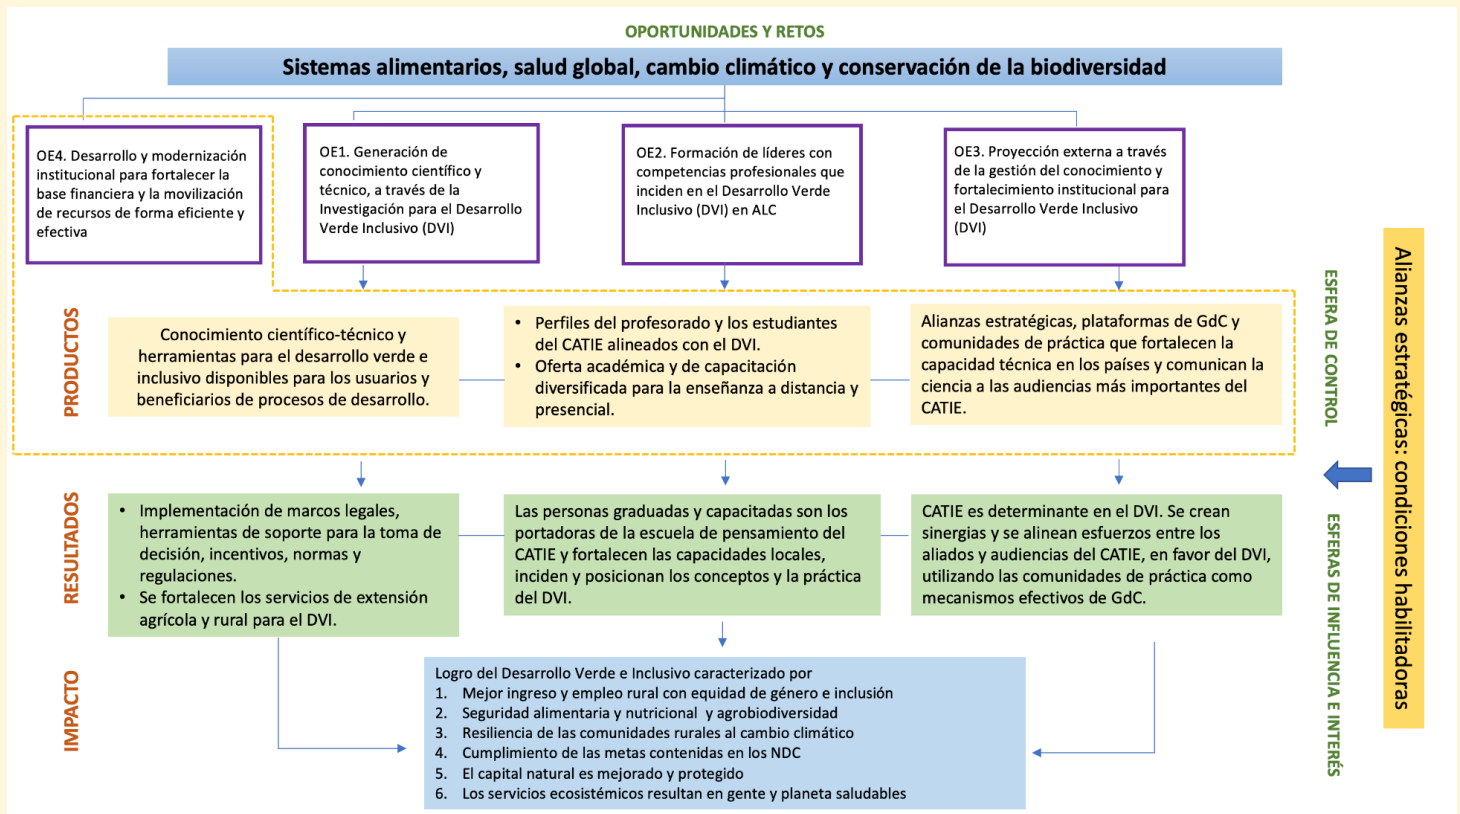 OPORTUNIDADES Y RETOS
Sistemas alimentarios, salud global, cambio climático y conservación de la biodiversidad
OE4. Desarrollo y modernización
institucional para fortalecer la
base financiera y la movilización
de recursos de forma eficiente y
efectiva
OE1. Generación de
conocimiento científico y
técnico, a través de la
Investigación para el Desarrollo
Verde Inclusivo (DVI)
OE2. Formación de líderes con
competencias profesionales que
inciden en el Desarrollo Verde
Inclusivo (DVI) en ALC
OE3. Proyección externa a través
de la gestión del conocimiento y
fortalecimiento institucional para
el Desarrollo Verde Inclusivo
(DVI)
PRODUCTOS
Conocimiento científico-técnico y
herramientas para el desarrollo verde e
inclusivo disponibles para los usuarios y
beneficiarios de procesos de desarrollo.
• Perfiles del profesorado y los estudiantes
del CATIE alineados con el DVI.
• Oferta académica y de capacitación
diversificada para la enseñanza a distancia y
presencial.
Alianzas estratégicas, plataformas de GdC y
comunidades de práctica que fortalecen la
capacidad técnica en los países y comunican la
ciencia a las audiencias más importantes del
CATIE.
ESFERA DE CONTROL
RESULTADOS
• Implementación de marcos legales,
herramientas de soporte para la toma de
decisión, incentivos, normas y
regulaciones.
• Se fortalecen los servicios de extensión
agrícola y rural para el DVI.
Las personas graduadas y capacitadas son los
portadoras de la escuela de pensamiento del
CATIE y fortalecen las capacidades locales,
inciden y posicionan los conceptos y la práctica
del DVI.
CATIE es determinante en el DVI. Se crean
sinergias y se alinean esfuerzos entre los
aliados y audiencias del CATIE, en favor del DVI,
utilizando las comunidades de práctica como
mecanismos efectivos de GdC.
ESFERAS DE INFLUENCIA E INTERÉS
Alianzas estratégicas: condiciones habilitadoras
IMPACTO
Logro del Desarrollo Verde e Inclusivo caracterizado por
1. Mejor ingreso y empleo rural con equidad de género e inclusión
2. Seguridad alimentaria y nutricional y agrobiodiversidad
3. Resiliencia de las comunidades rurales al cambio climático
4. Cumplimiento de las metas contenidas en los NDC
5. El capital natural es mejorado y protegido
6. Los servicios ecosistémicos resultan en gente y planeta saludables